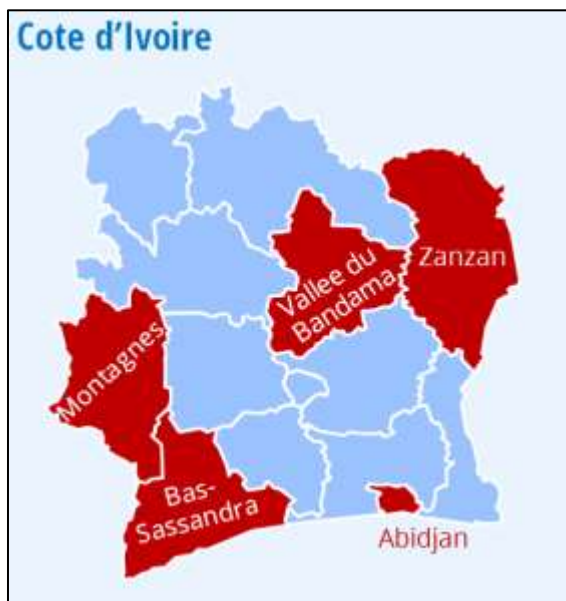 Cote d’Ivoire
Zanzan
Vallee du
Bandama
Montagnes
Bas-
Sassandra
Abidjan